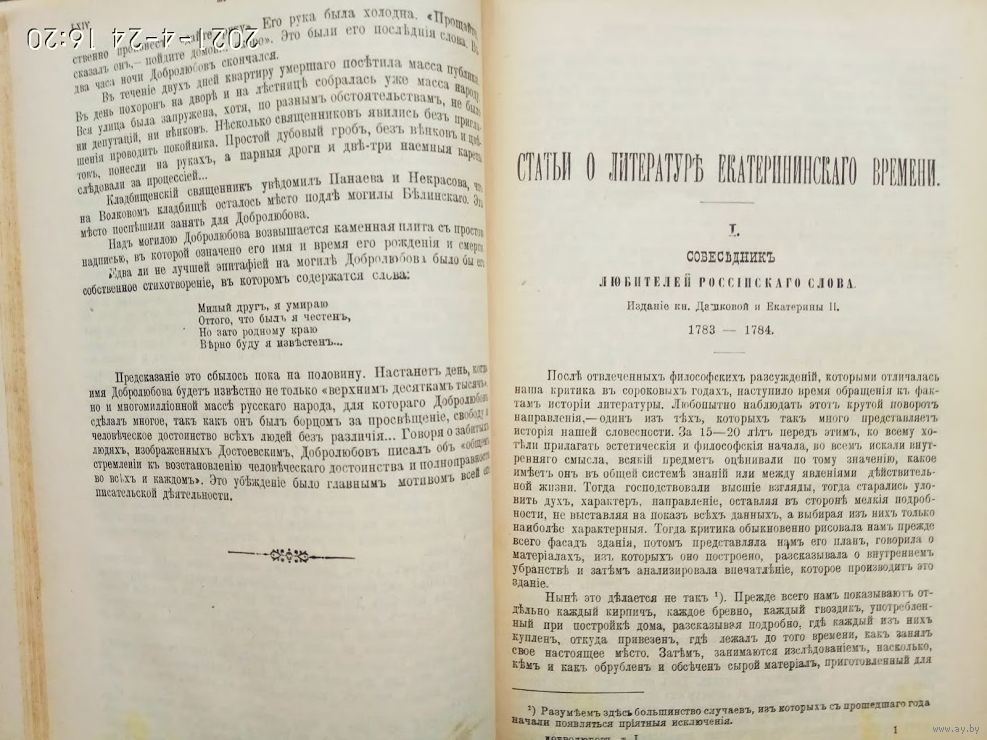 LXIV
2021-4-24 16:20
ственно произнесъ Его рука была холодна. «Прощайте,
сказалъ онъ,— пойдите домой... Это были его послѣднія слова. Въ
два часа ночи Добролюбовъ скончался.
Въ теченіе двухъ дней квартиру умершаго посѣтила масса публики.
Въ день похоронъ на дворѣ и на лѣстницѣ собралась уже масса народу.
Вся улица была запружена, хотя, по разнымъ обстоятельствамъ, не было
ни депутацій, ни вѣнковъ. Нѣсколько священниковъ явились безъ пригла-
шенія проводить покойника. Простой дубовый гробъ, безъ вѣнковъ и цвѣ-
товъ, понесли на рукахъ, а парныя дроги и двѣ-три наемныя кареты
слѣдовали за процессіей...
Кладбищенскій священникъ увѣдомилъ Панаева и Некрасова, что
на Волковомъ кладбищѣ осталось мѣсто подлѣ могилы Бѣлинскаго. Это
мѣсто поспѣшили занять для Добролюбова.
Надъ могилою Добролюбова возвышается каменная плита съ простою
надписью, въ которой означено его имя и время его рожденія и смерти.
Едва ли не лучшей эпитафіей на могилѣ Добролюбова было бы его
собственное стихотвореніе, въ которомъ содержатся слова:
Милый другъ, я умираю
Оттого, что былъ я честенъ,
Но зато родному краю
Вѣрно буду я извѣстенъ...
Предсказаніе это сбылось пока на половину. Настанетъ день, когда
имя Добролюбова будетъ извѣстно не только «верхнимъ десяткамъ тысячъ»,
но и многомилліонной массѣ русскаго народа, для котораго Добролюбовъ
сдѣлалъ многое, такъ какъ онъ былъ борцомъ за просвѣщеніе, свободу и
человѣческое достоинство всѣхъ людей безъ различія... Говоря о забитыхъ
людяхъ, изображенныхъ Достоевскимъ, Добролюбовъ писалъ объ «общемъ
стремленіи къ возстановленію человѣческаго достоинства и полноправности
во всѣхъ и каждомъ». Это убѣжденіе было главнымъ мотивомъ всей его
писательской дѣятельности.
СТАТЬИ О ЛИТЕРАТУРѢ ЕКАТЕРИНИНСКАГО ВРЕМЕНИ.
I.
СОБЕСѢДНИКЪ
ЛЮБИТЕЛЕЙ РОССІЙСКАГО СЛОВА.
Изданіе кн. Дашковой и Екатерины II.
1783 — 1784.
Послѣ отвлеченныхъ философскихъ разсужденій, которыми отличалась
наша критика въ сороковыхъ годахъ, наступило время обращенія къ фак-
тамъ исторіи литературы. Любопытно наблюдать этотъ крутой поворотъ
направленія,—одинъ изъ тѣхъ, которыхъ такъ много представляетъ
исторія нашей словесности. За 15—20 лѣтъ передъ этимъ, ко всему хо-
тѣли прилагать эстетическія и философскія начала, во всемъ искали вну-
тренняго смысла, всякій предметъ оцѣнивали по тому значенію, какое
имѣетъ онъ въ общей системѣ знаній или между явленіями дѣйствитель-
ной жизни. Тогда господствовали высшіе взгляды, тогда старались уло-
вить духъ, характеръ, направленіе, оставляя въ сторонѣ мелкія подроб-
ности, не выставляя на показъ всѣхъ данныхъ, а выбирая изъ нихъ только
наиболѣе характерныя. Тогда критика обыкновенно рисовала намъ прежде
всего фасадъ зданія, потомъ представляла намъ его планъ, говорила о
матеріалахъ, изъ которыхъ оно построено, разсказывала о внутреннемъ
убранствѣ и затѣмъ анализировала впечатлѣніе, которое производитъ это
зданіе.
Нынѣ это дѣлается не такъ ¹). Прежде всего намъ показываютъ от-
дѣльно каждый кирпичъ, каждое бревно, каждый гвоздикъ, употреблен-
ный при постройкѣ дома, разсказывая подробно, гдѣ каждый изъ нихъ
купленъ, откуда привезенъ, гдѣ лежалъ до того времени, какъ занялъ
свое настоящее мѣсто. Затѣмъ, занимаются изслѣдованіемъ, насколько,
кѣмъ и какъ обрубленъ и обсѣченъ сырой матеріалъ, приготовленный для
¹) Разумѣемъ здѣсь большинство случаевъ, изъ которыхъ съ прошедшаго года
начали появляться пріятныя исключенія.
ДОБРОЛЮБОВЪ, т. I.
1
www.ay.by